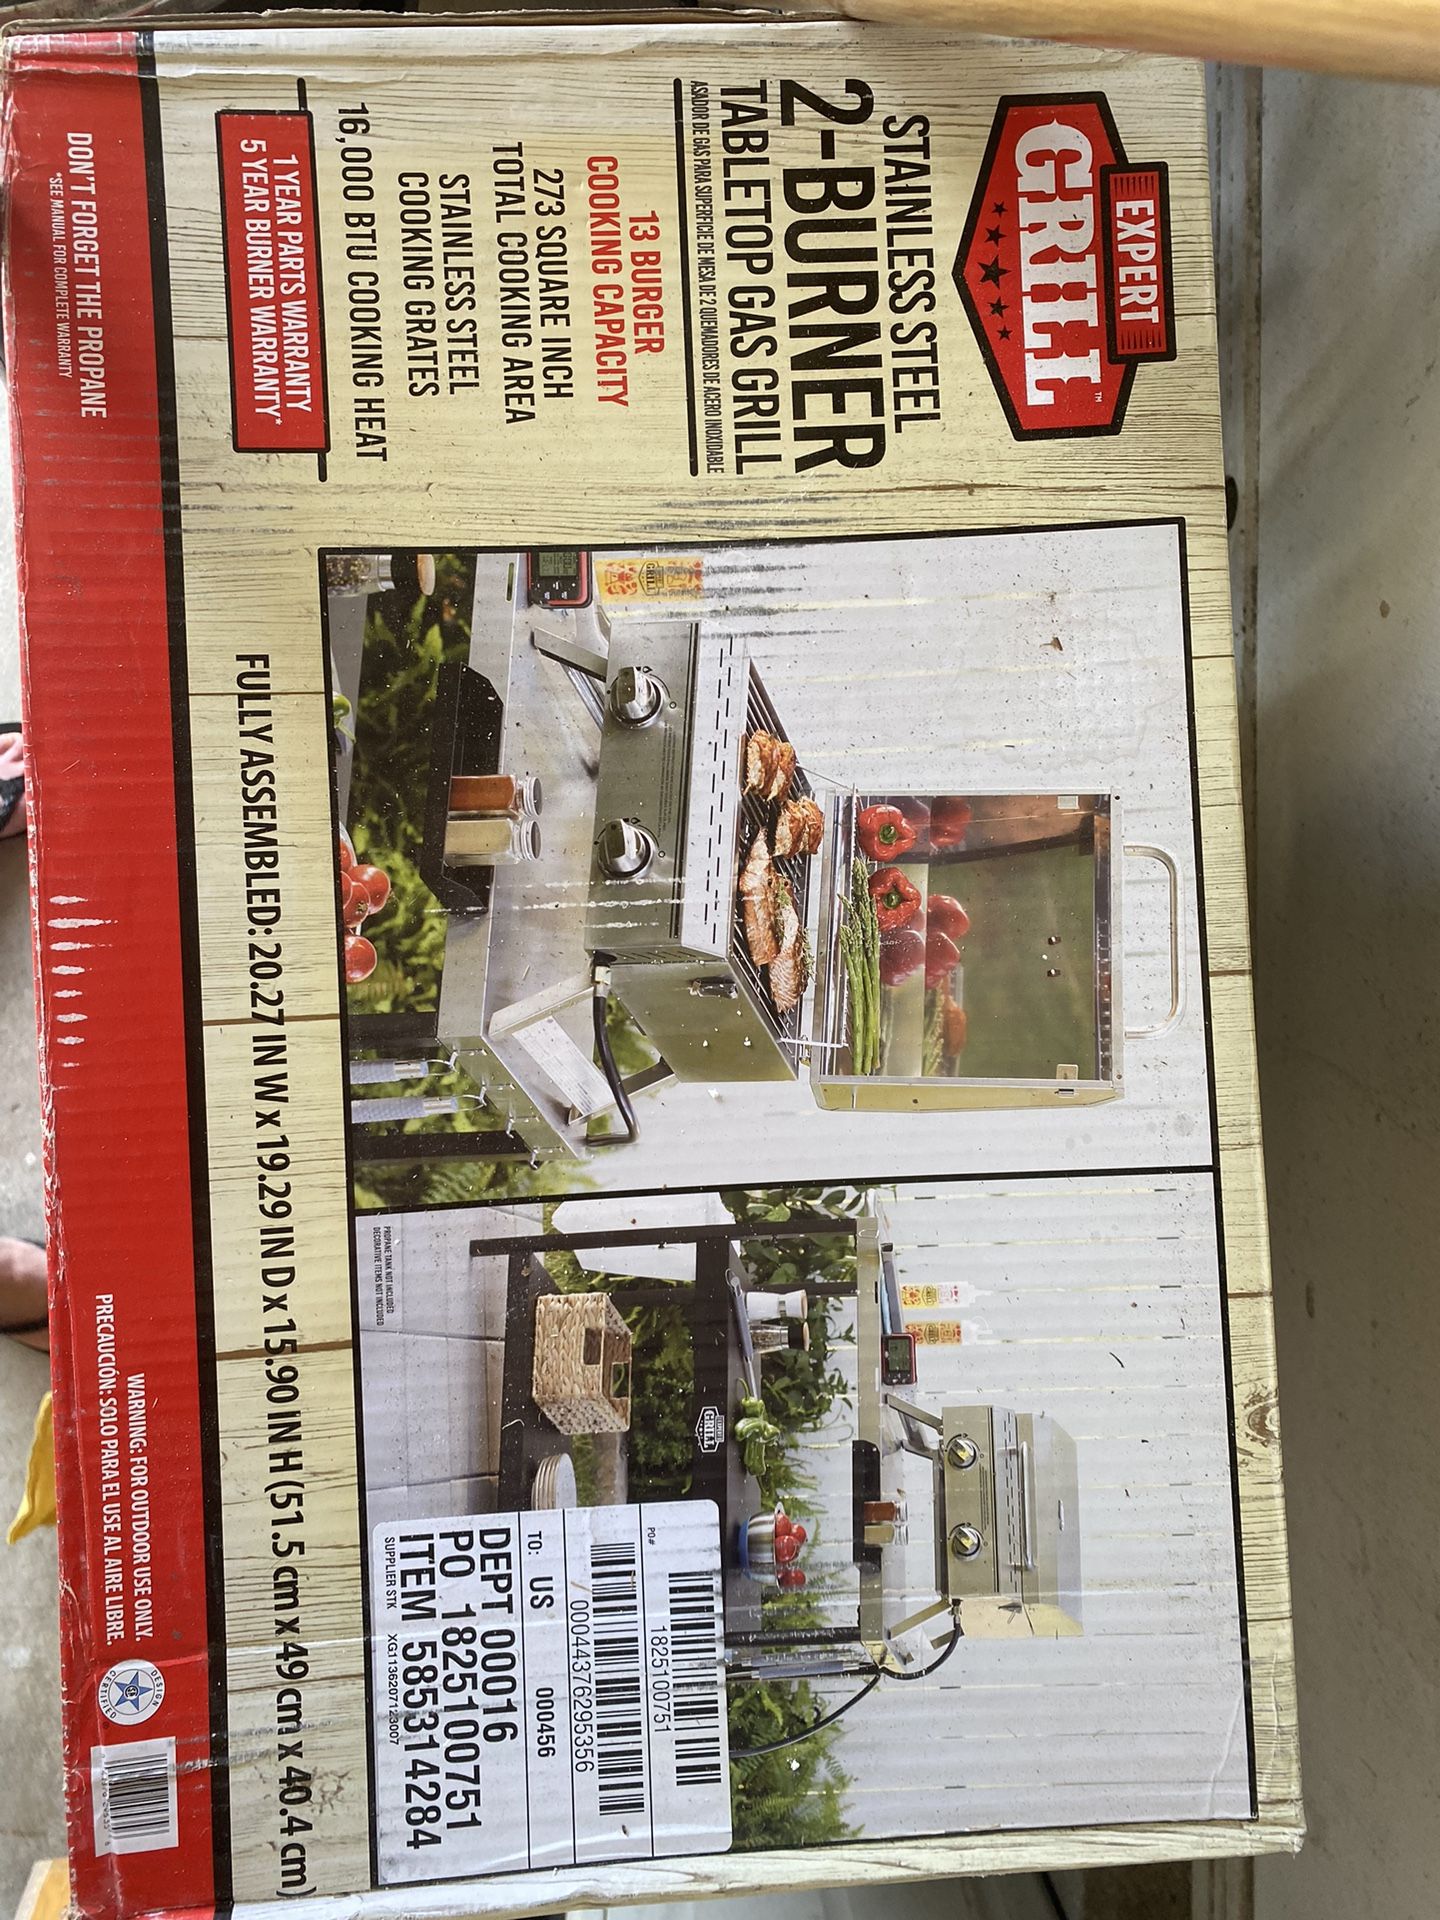 EXPERT
GRILL™
STAINLESS STEEL
2-BURNER
TABLETOP GAS GRILL
ASADOR DE GAS PARA SUPERFICIE DE MESA DE 2 QUEMADORES DE ACERO INOXIDABLE
13 BURGER
COOKING CAPACITY
273 SQUARE INCH
TOTAL COOKING AREA
STAINLESS STEEL
COOKING GRATES
16,000 BTU COOKING HEAT
1 YEAR PARTS WARRANTY
5 YEAR BURNER WARRANTY*
DON'T FORGET THE PROPANE
*SEE MANUAL FOR COMPLETE WARRANTY
GRILL
EXPERT
GRILL
PROPANE TANK NOT INCLUDED
DECORATIVE ITEMS NOT INCLUDED
PO#
1825100751
00044376295356
TO: US 000456
DEPT 00016
PO 1825100751
ITEM 585314284
SUPPLIER STK XG1136207123007
FULLY ASSEMBLED: 20.27 IN W x 19.29 IN D x 15.90 IN H (51.5 cm x 49 cm x 40.4 cm)
WARNING: FOR OUTDOOR USE ONLY.
PRECAUCIÓN: SOLO PARA EL USE AL AIRE LIBRE.
DESIGN
CERTIFIED